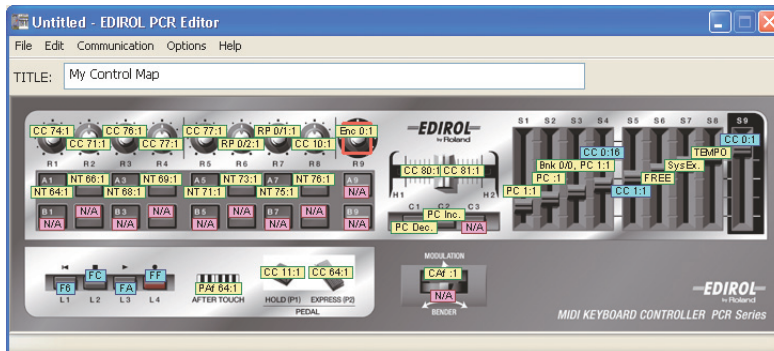 Untitled - EDIROL PCR Editor
File Edit Communication Options Help
TITLE: My Control Map
S1 S2 S3 S4 S5 S6 S7 S8 S9
CC 74:1 CC 76:1 CC 77:1 RP 0/1:1 Enc 0:1
CC 71:1 CC 77:1 RP 0/2:1 CC 10:1
R1 R2 R3 R4 R5 R6 R7 R8 R9
EDIROL
by Roland
CC 0:1
CC 0:16 TEMPO
Bnk 0/0, PC 1:1 SysEx.
CC 80:1 CC 81:1
PC :1 FREE
H1 H2
PC 1:1 CC 1:1
A1 NT 66:1 A3 NT 69:1 A5 NT 73:1 A7 NT 76:1 A9
NT 64:1 NT 68:1 NT 71:1 NT 75:1 N/A
C1 C2 C3
PC Inc.
PC Dec. N/A
B1 N/A B3 N/A B5 N/A B7 N/A B9
N/A N/A N/A N/A N/A
MODULATION
CAf :1
N/A
BENDER
F6 FC FA FF
L1 L2 L3 L4
PAf 64:1
AFTER TOUCH
CC 11:1 CC 64:1
HOLD (P1) EXPRESS (P2)
PEDAL
EDIROL
by Roland
MIDI KEYBOARD CONTROLLER PCR Series